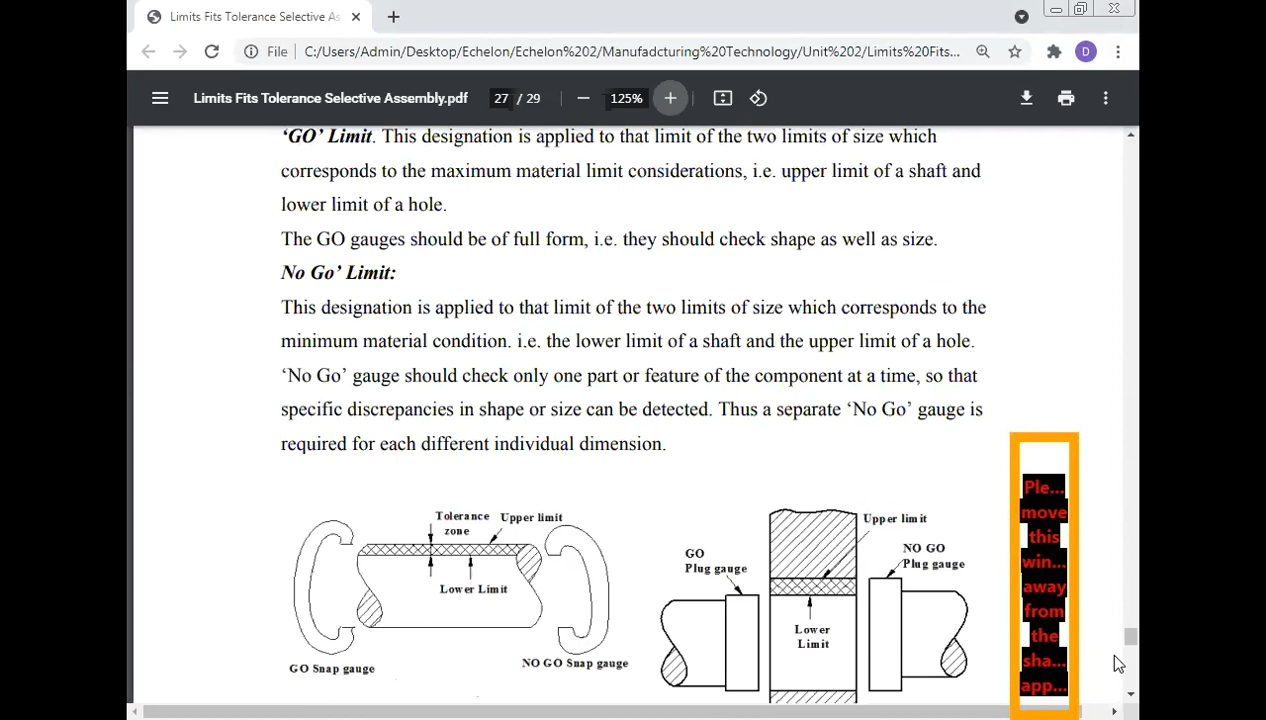 Limits Fits Tolerance Selective As
File
C:/Users/Admin/Desktop/Echelon/Echelon%202/Manufadcturing%20Technology/Unit%202/Limits%20Fits...
D
Limits Fits Tolerance Selective Assembly.pdf
27 / 29
125%
‘GO’ Limit. This designation is applied to that limit of the two limits of size which
corresponds to the maximum material limit considerations, i.e. upper limit of a shaft and
lower limit of a hole.
The GO gauges should be of full form, i.e. they should check shape as well as size.
No Go’ Limit:
This designation is applied to that limit of the two limits of size which corresponds to the
minimum material condition. i.e. the lower limit of a shaft and the upper limit of a hole.
‘No Go’ gauge should check only one part or feature of the component at a time, so that
specific discrepancies in shape or size can be detected. Thus a separate ‘No Go’ gauge is
required for each different individual dimension.
Tolerance
zone
Upper limit
Lower Limit
GO Snap gauge
NO GO Snap gauge
Upper limit
GO
Plug gauge
NO GO
Plug gauge
Lower
Limit
Ple...
move
this
win...
away
from
the
sha...
app...